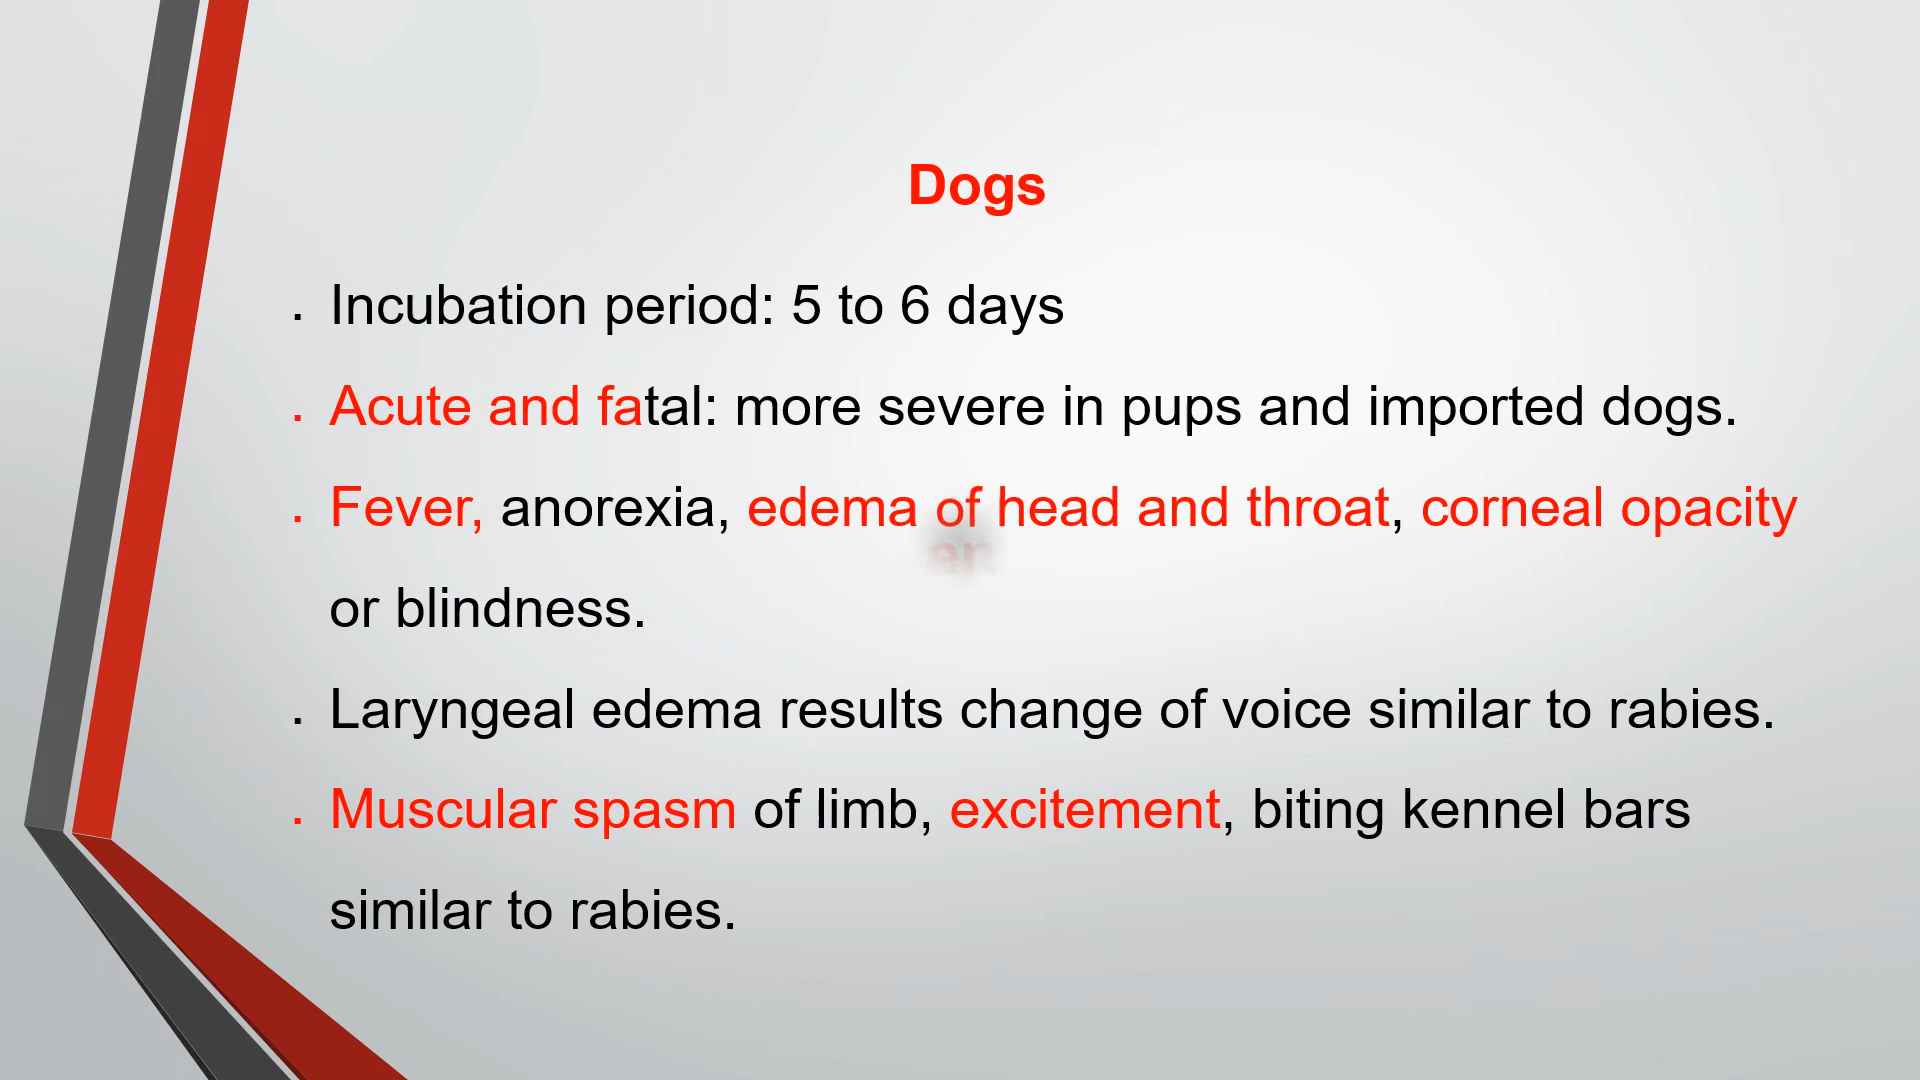 Dogs
. Incubation period: 5 to 6 days
. Acute and fatal: more severe in pups and imported dogs.
. Fever, anorexia, edema of head and throat, corneal opacity
or blindness.
. Laryngeal edema results change of voice similar to rabies.
. Muscular spasm of limb, excitement, biting kennel bars
similar to rabies.